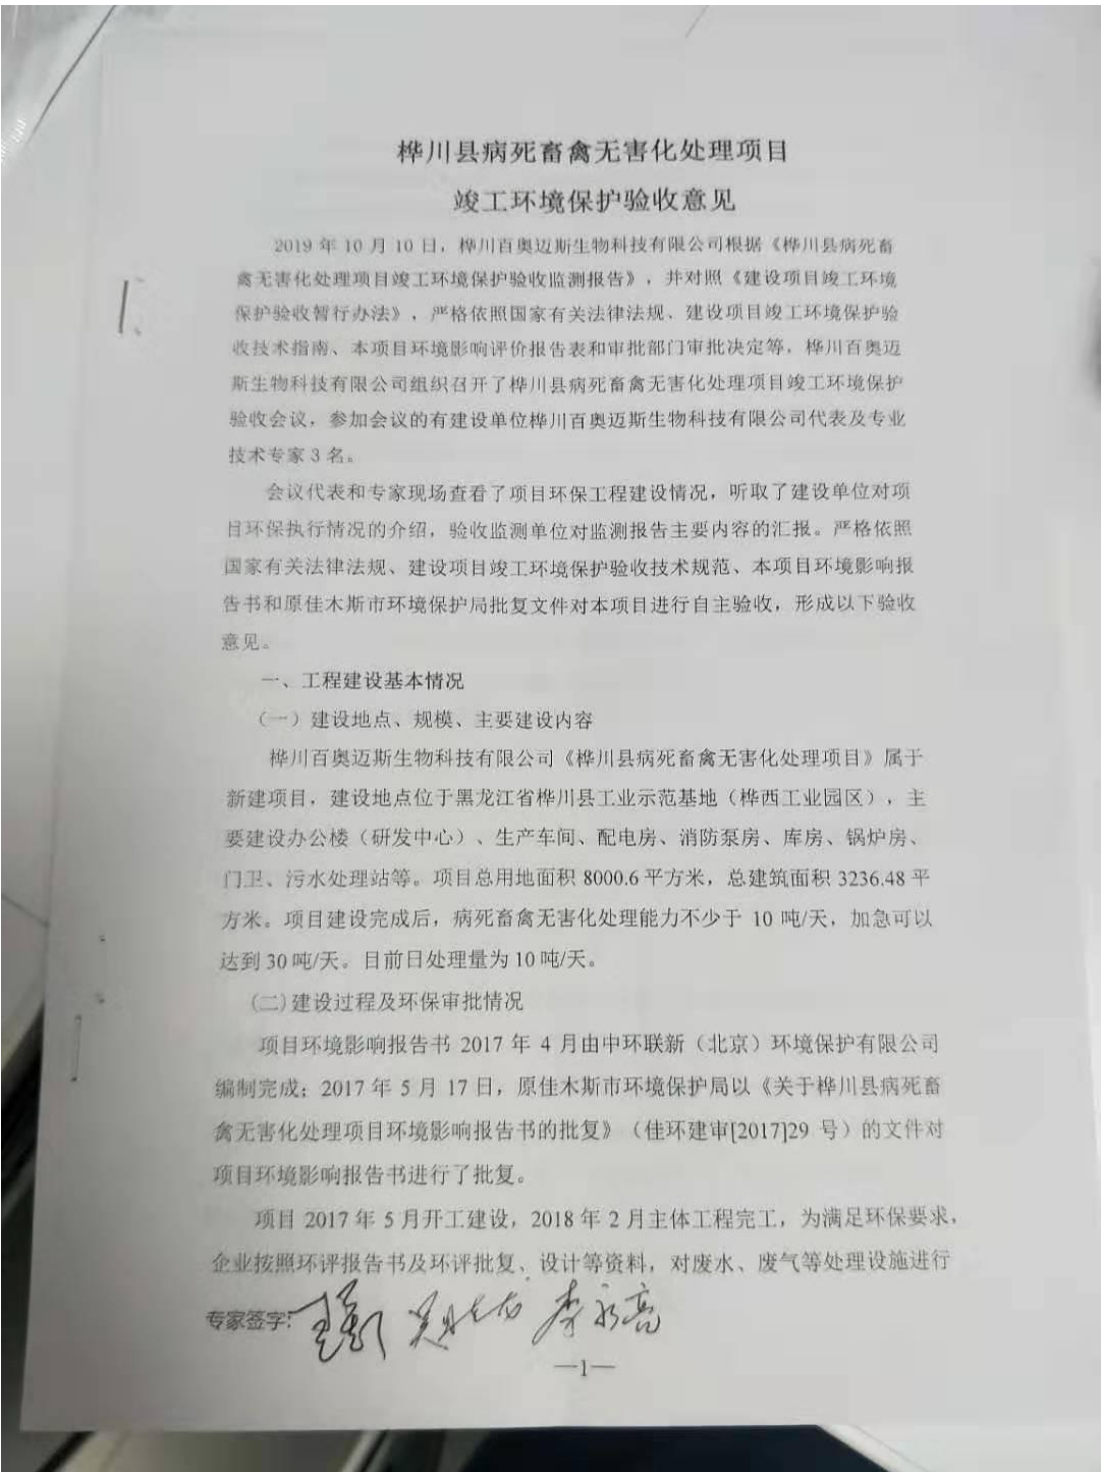 桦川县病死畜禽无害化处理项目
竣工环境保护验收意见
2019 年 10 月 10 日，桦川百奥迈斯生物科技有限公司根据《桦川县病死畜
禽无害化处理项目竣工环境保护验收监测报告》，并对照《建设项目竣工环境
保护验收暂行办法》，严格依照国家有关法律法规、建设项目竣工环境保护验
收技术指南、本项目环境影响评价报告表和审批部门审批决定等，桦川百奥迈
斯生物科技有限公司组织召开了桦川县病死畜禽无害化处理项目竣工环境保护
验收会议，参加会议的有建设单位桦川百奥迈斯生物科技有限公司代表及专业
技术专家 3 名。
会议代表和专家现场查看了项目环保工程建设情况，听取了建设单位对项
目环保执行情况的介绍，验收监测单位对监测报告主要内容的汇报。严格依照
国家有关法律法规、建设项目竣工环境保护验收技术规范、本项目环境影响报
告书和原佳木斯市环境保护局批复文件对本项目进行自主验收，形成以下验收
意见。
一、工程建设基本情况
（一）建设地点、规模、主要建设内容
桦川百奥迈斯生物科技有限公司《桦川县病死畜禽无害化处理项目》属于
新建项目，建设地点位于黑龙江省桦川县工业示范基地（桦西工业园区），主
要建设办公楼（研发中心）、生产车间、配电房、消防泵房、库房、锅炉房、
门卫、污水处理站等。项目总用地面积 8000.6 平方米，总建筑面积 3236.48 平
方米。项目建设完成后，病死畜禽无害化处理能力不少于 10 吨/天，加急可以
达到 30 吨/天。目前日处理量为 10 吨/天。
(二)建设过程及环保审批情况
项目环境影响报告书 2017 年 4 月由中环联新（北京）环境保护有限公司
编制完成；2017 年 5 月 17 日，原佳木斯市环境保护局以《关于桦川县病死畜
禽无害化处理项目环境影响报告书的批复》（佳环建审[2017]29 号）的文件对
项目环境影响报告书进行了批复。
项目 2017 年 5 月开工建设，2018 年 2 月主体工程完工，为满足环保要求，
企业按照环评报告书及环评批复、设计等资料，对废水、废气等处理设施进行
专家签字： 李永亮
—1—